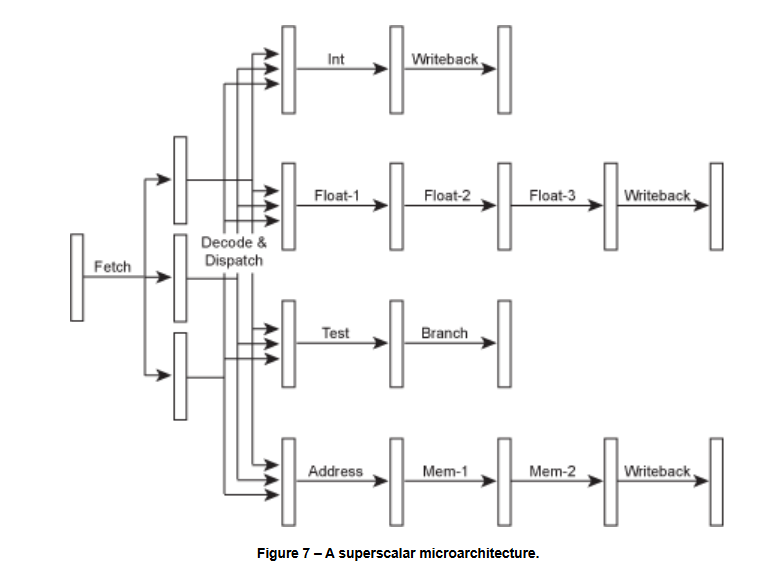 Int
Writeback
Float-1
Float-2
Float-3
Writeback
Decode &
Dispatch
Fetch
Test
Branch
Address
Mem-1
Mem-2
Writeback
Figure 7 – A superscalar microarchitecture.